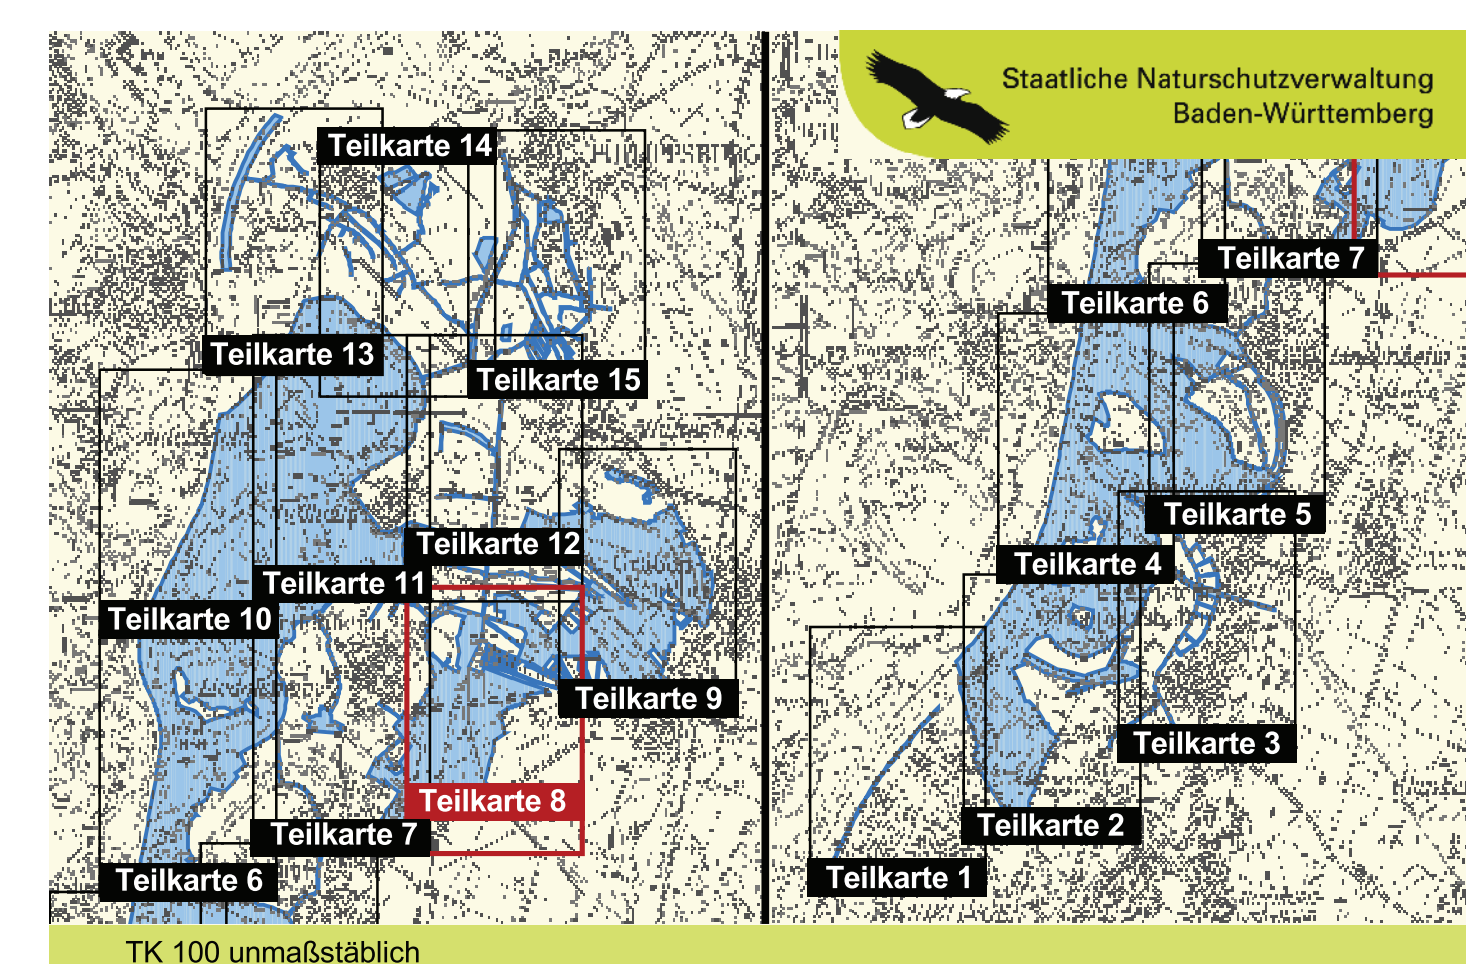 Staatliche Naturschutzverwaltung
Baden-Württemberg
Teilkarte 14
Teilkarte 13
Teilkarte 15
Teilkarte 12
Teilkarte 11
Teilkarte 10
Teilkarte 9
Teilkarte 8
Teilkarte 7
Teilkarte 6
Teilkarte 7
Teilkarte 6
Teilkarte 5
Teilkarte 4
Teilkarte 3
Teilkarte 2
Teilkarte 1
TK 100 unmaßstäblich